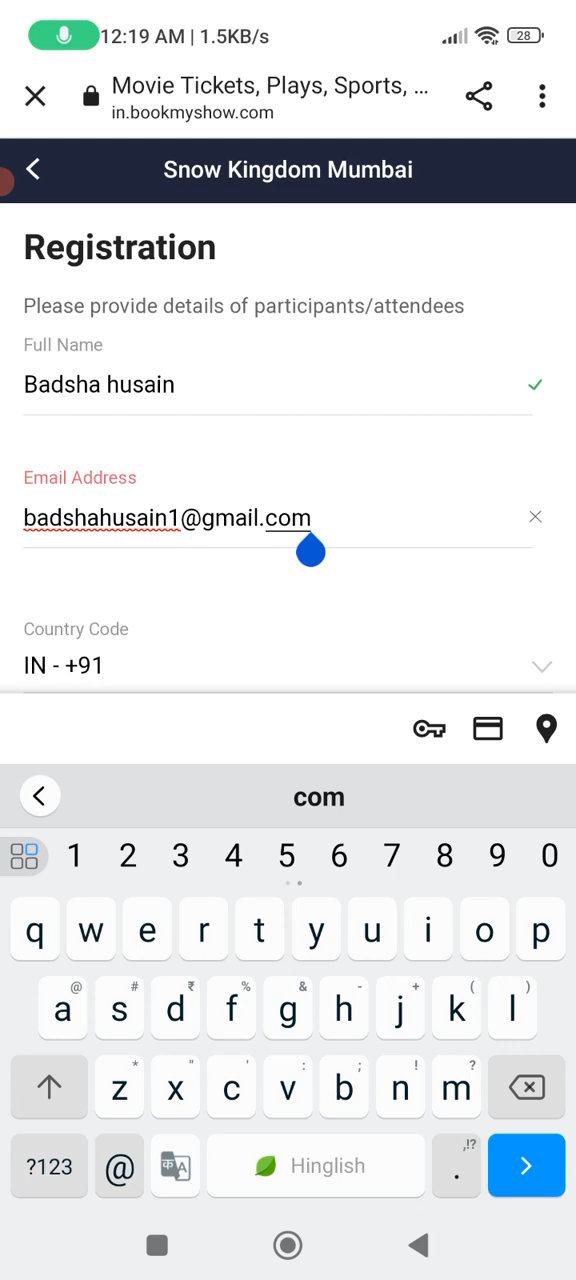 12:19 AM | 1.5KB/s
28
Movie Tickets, Plays, Sports, ...
in.bookmyshow.com
Snow Kingdom Mumbai
Registration
Please provide details of participants/attendees
Full Name
Badsha husain
Email Address
badshahusain1@gmail.com
Country Code
IN - +91
com
1 2 3 4 5 6 7 8 9 0
q w e r t y u i o p
@ # ₹ % & - + ( )
a s d f g h j k l
* " ' : ; ! ?
z x c v b n m
?123 @ का A Hinglish ,!? .